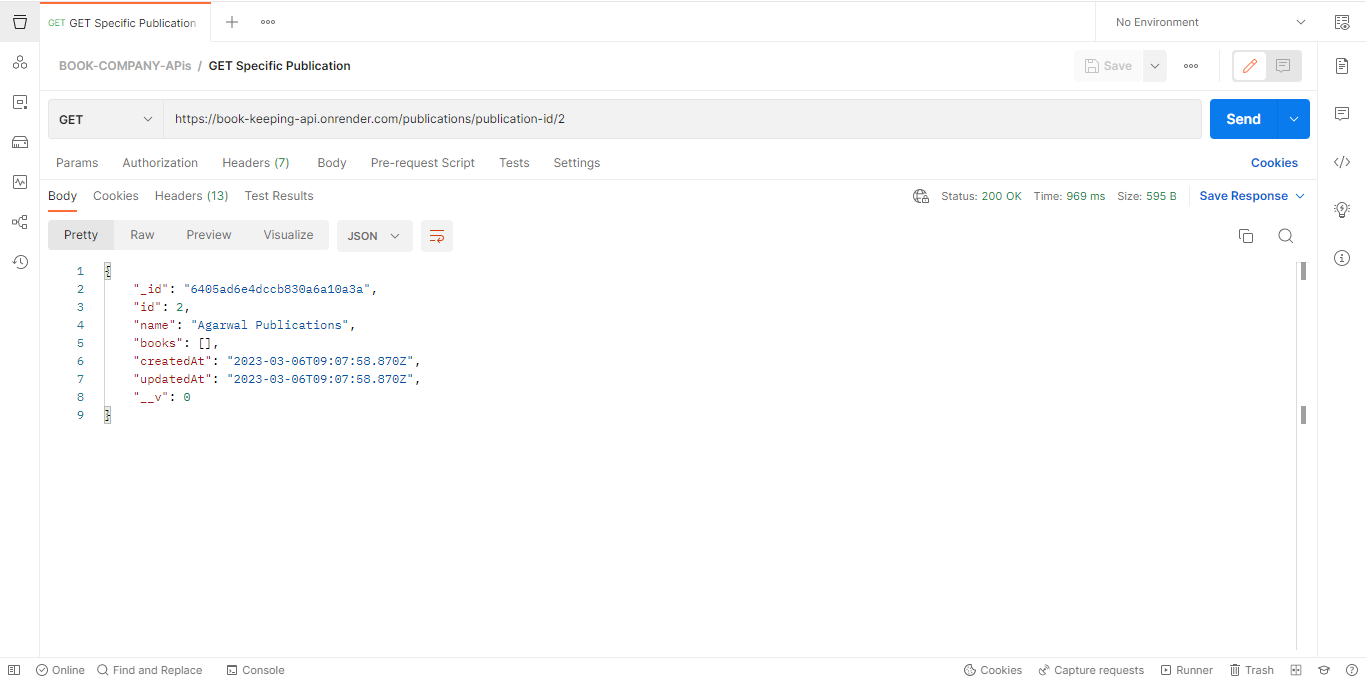 GET GET Specific Publication
No Environment
BOOK-COMPANY-APIs / GET Specific Publication
Save
GET https://book-keeping-api.onrender.com/publications/publication-id/2 Send
Params Authorization Headers (7) Body Pre-request Script Tests Settings Cookies
Body Cookies Headers (13) Test Results Status: 200 OK Time: 969 ms Size: 595 B Save Response
Pretty Raw Preview Visualize JSON
1 {
2 "_id": "6405ad6e4dccb830a6a10a3a",
3 "id": 2,
4 "name": "Agarwal Publications",
5 "books": [],
6 "createdAt": "2023-03-06T09:07:58.870Z",
7 "updatedAt": "2023-03-06T09:07:58.870Z",
8 "__v": 0
9 }
Online Find and Replace Console Cookies Capture requests Runner Trash